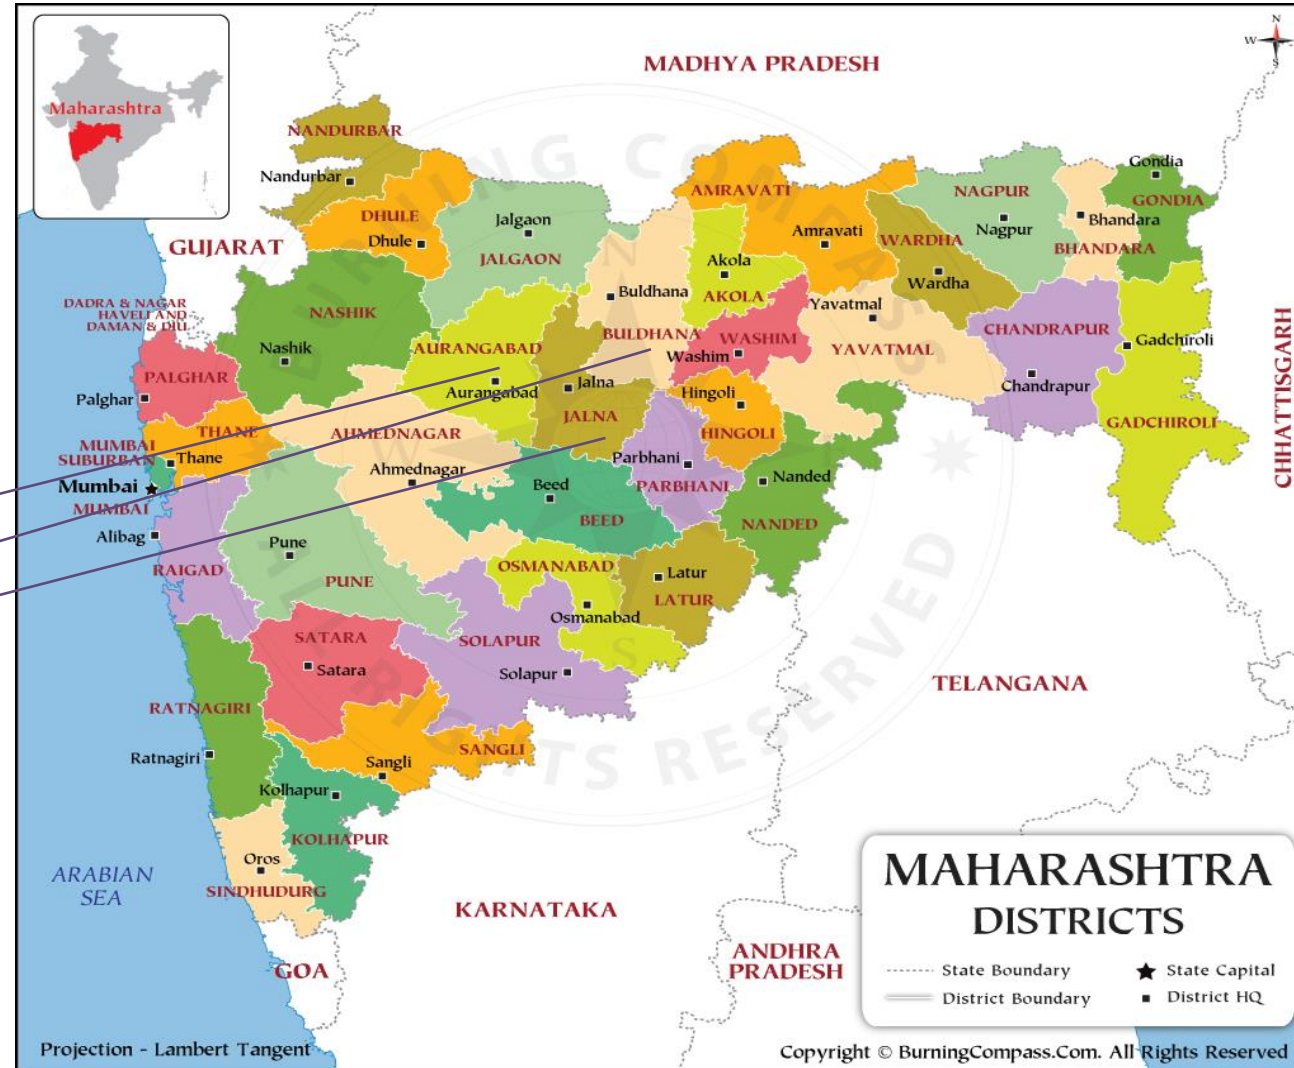 Maharashtra
N
W
S
MADHYA PRADESH
NANDURBAR
Nandurbar
DHULE
Dhule
Jalgaon
JALGAON
GUJARAT
AMRAVATI
Amravati
NAGPUR
Nagpur
Gondia
GONDIA
Bhandara
BHANDARA
WARDHA
Wardha
Akola
AKOLA
Buldhana
BULDHANA
DADRA & NAGAR
HAVELI AND
DAMAN & DIU
NASHIK
Nashik
AURANGABAD
Aurangabad
Jalna
JALNA
WASHIM
Washim
Yavatmal
YAVATMAL
CHANDRAPUR
Chandrapur
Gadchiroli
GADCHIROLI
CHHATTISGARH
PALGHAR
Palghar
THANE
Thane
MUMBAI
SUBURBAN
Mumbai
MUMBAI
AHMEDNAGAR
Ahmednagar
Hingoli
HINGOLI
Parbhani
PARBHANI
Beed
BEED
Nanded
NANDED
Alibag
RAIGAD
Pune
PUNE
OSMANABAD
Osmanabad
Latur
LATUR
SATARA
Satara
SOLAPUR
Solapur
TELANGANA
RATNAGIRI
Ratnagiri
Sangli
SANGLI
Kolhapur
KOLHAPUR
Oros
SINDHUDURG
ARABIAN
SEA
KARNATAKA
GOA
ANDHRA
PRADESH
BURNING COMPASS
ALL RIGHTS RESERVED
N
S
MAHARASHTRA
DISTRICTS
State Boundary
State Capital
District Boundary
District HQ
Projection - Lambert Tangent
Copyright © BurningCompass.Com. All Rights Reserved